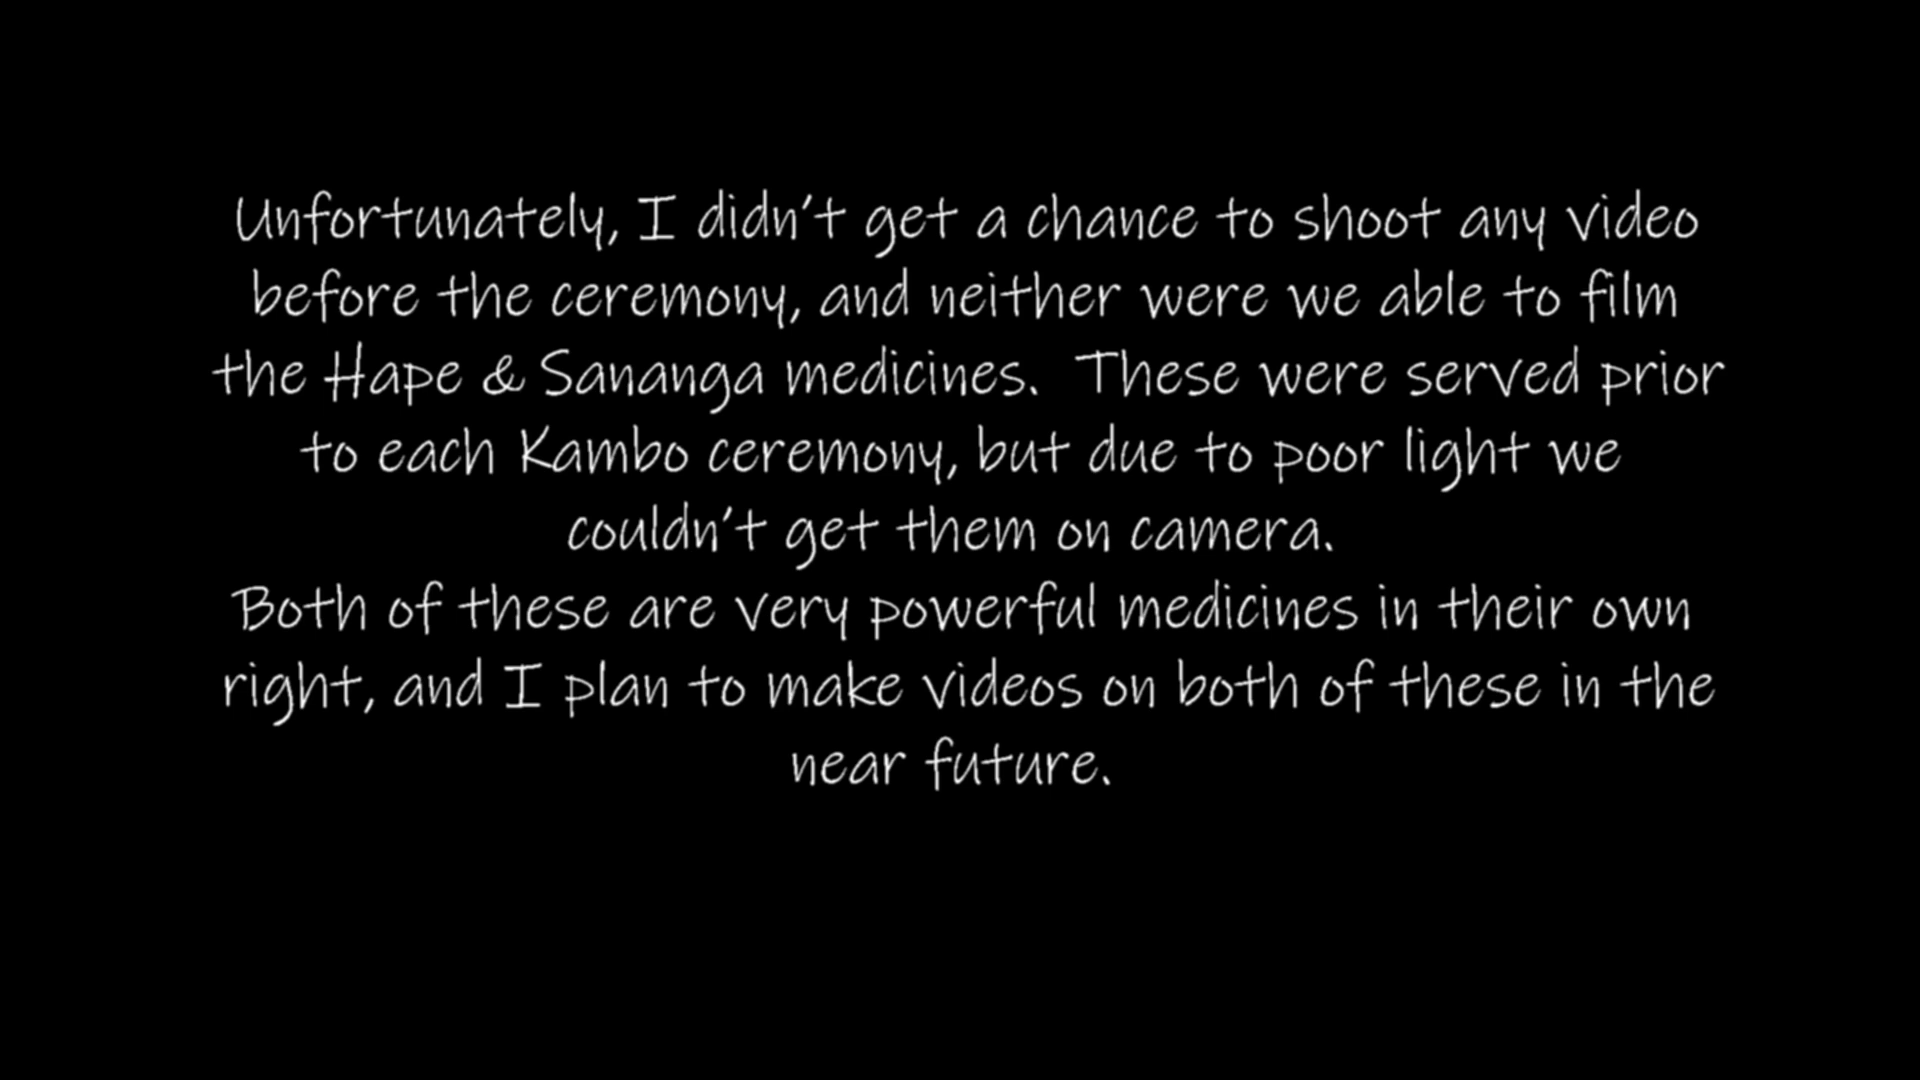 Unfortunately, I didn't get a chance to shoot any video
before the ceremony, and neither were we able to film
the Hape & Sananga medicines.  These were served prior
to each Kambo ceremony, but due to poor light we
couldn't get them on camera.
Both of these are very powerful medicines in their own
right, and I plan to make videos on both of these in the
near future.